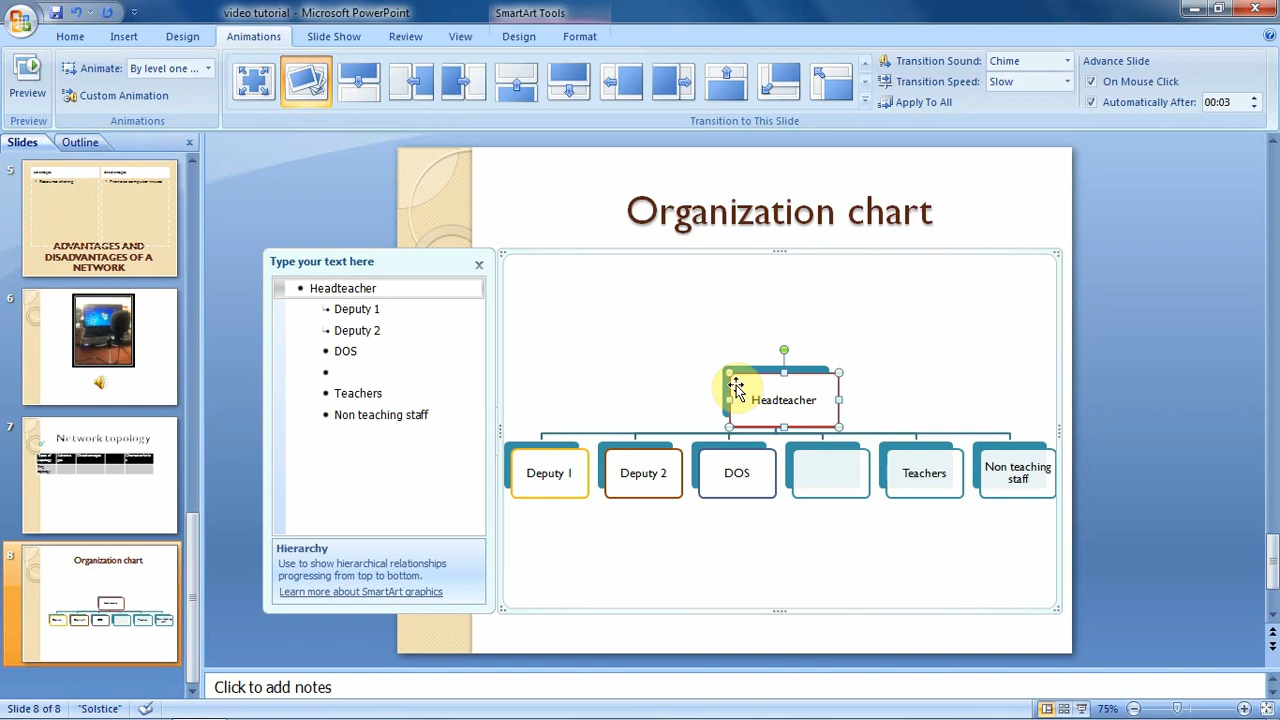 video tutorial - Microsoft PowerPoint
SmartArt Tools
Home
Insert
Design
Animations
Slide Show
Review
View
Design
Format
Preview
Animate:
By level one ...
Custom Animation
Transition Sound:
Chime
Transition Speed:
Slow
Apply To All
Advance Slide
On Mouse Click
Automatically After:
00:03
Preview
Animations
Transition to This Slide
Slides
Outline
5
ADVANTAGES AND
DISADVANTAGES OF A
NETWORK
6
7
Network topology
8
Organization chart
Organization chart
Type your text here
Headteacher
Deputy 1
Deputy 2
DOS
Teachers
Non teaching staff
Hierarchy
Use to show hierarchical relationships
progressing from top to bottom.
Learn more about SmartArt graphics
Headteacher
Deputy 1
Deputy 2
DOS
Teachers
Non teaching
staff
Click to add notes
Slide 8 of 8
"Solstice"
75%